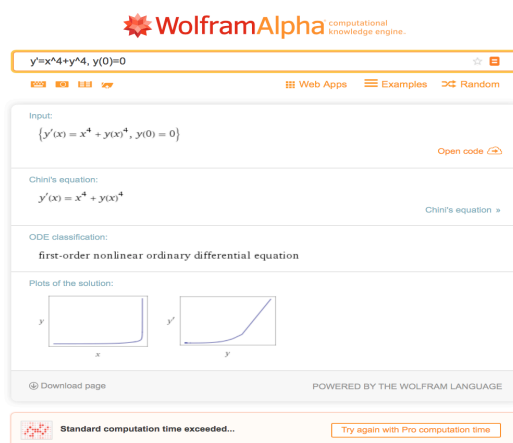 WolframAlpha computational knowledge engine.
y'=x^4+y^4, y(0)=0
Web Apps Examples Random
Input:
{y′(x) = x⁴ + y(x)⁴, y(0) = 0}
Open code
Chini's equation:
y′(x) = x⁴ + y(x)⁴
Chini's equation »
ODE classification:
first-order nonlinear ordinary differential equation
Plots of the solution:
y
x
y′
y
Download page
POWERED BY THE WOLFRAM LANGUAGE
Standard computation time exceeded...
Try again with Pro computation time